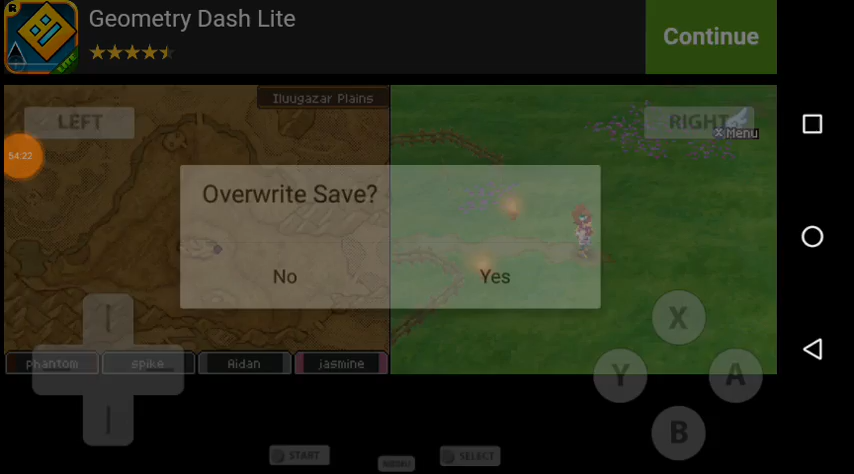 Geometry Dash Lite
Continue
Iluugazar Plains
LEFT
RIGHT
x Menu
54:22
Overwrite Save?
No
Yes
X
phantom
spike
Aidan
jasmine
Y
A
B
START
SELECT